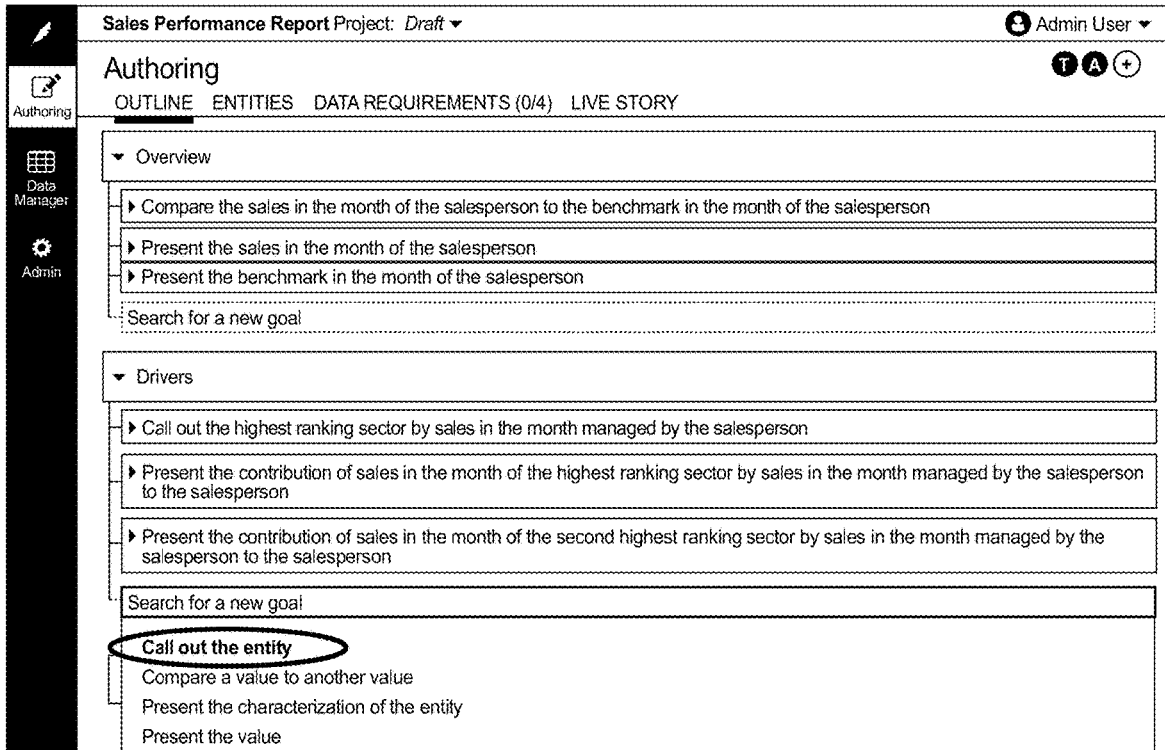 Sales Performance Report Project: Draft
Admin User
Authoring
T A +
OUTLINE ENTITIES DATA REQUIREMENTS (0/4) LIVE STORY
Authoring
Data
Manager
Admin
Overview
Compare the sales in the month of the salesperson to the benchmark in the month of the salesperson
Present the sales in the month of the salesperson
Present the benchmark in the month of the salesperson
Search for a new goal
Drivers
Call out the highest ranking sector by sales in the month managed by the salesperson
Present the contribution of sales in the month of the highest ranking sector by sales in the month managed by the salesperson
to the salesperson
Present the contribution of sales in the month of the second highest ranking sector by sales in the month managed by the
salesperson to the salesperson
Search for a new goal
Call out the entity
Compare a value to another value
Present the characterization of the entity
Present the value